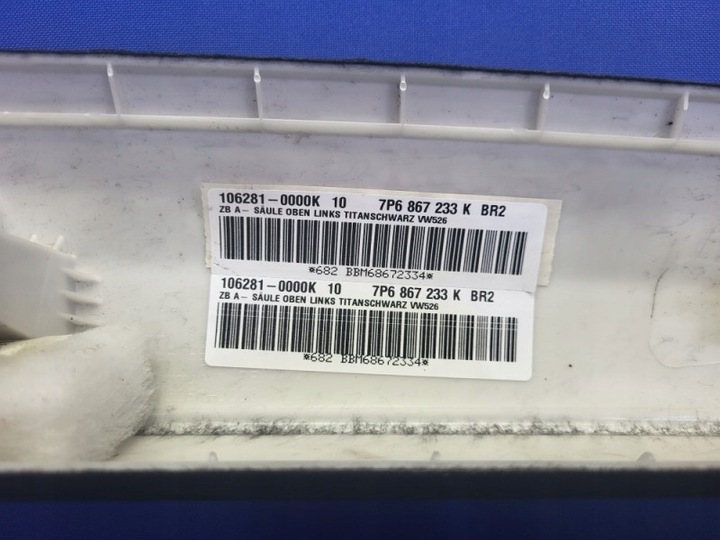 106281-0000K 10 7P6 867 233 K BR2
ZB A- SÄULE OBEN LINKS TITANSCHWARZ VW526
*682 BBM68672334*
106281-0000K 10 7P6 867 233 K BR2
ZB A- SÄULE OBEN LINKS TITANSCHWARZ VW526
*682 BBM68672334*